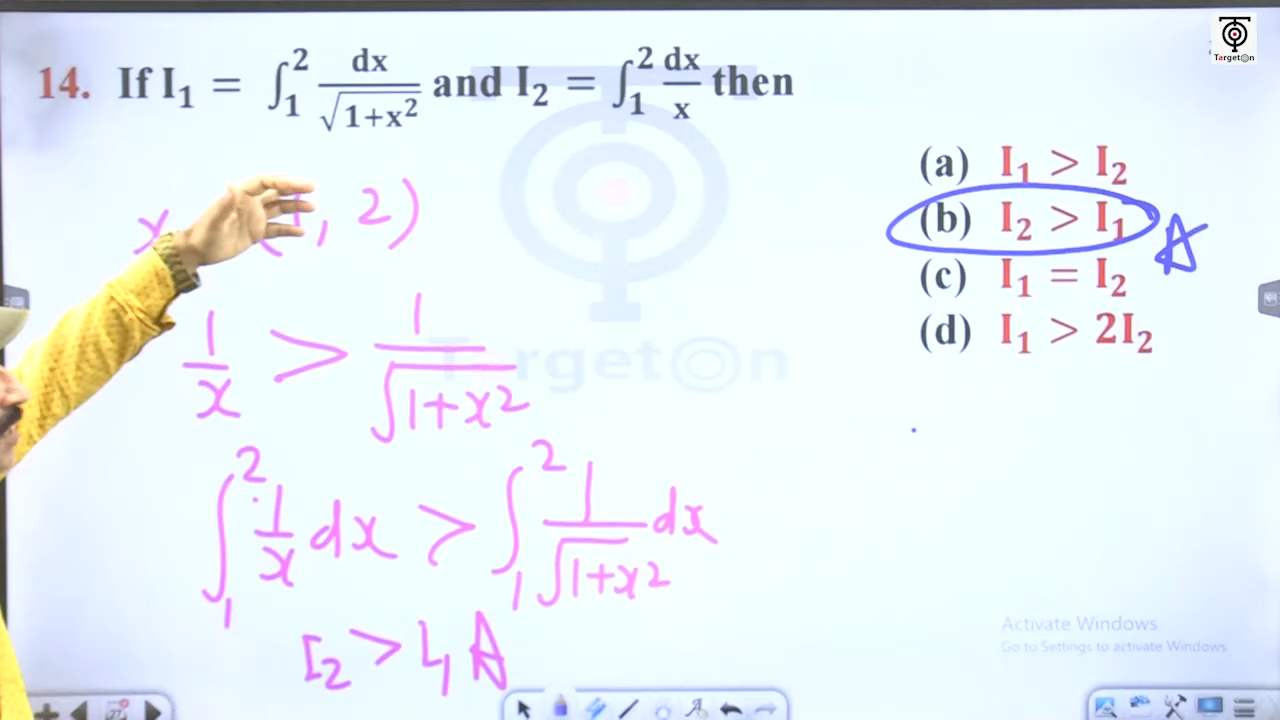 Target⊙n
14. If I₁ = ∫₁² dx/√(1+x²) and I₂ = ∫₁² dx/x then
(a) I₁ > I₂
(b) I₂ > I₁ A
(c) I₁ = I₂
(d) I₁ > 2I₂
x (1, 2)
1/x > 1/√(1+x²)
Target⊙n
∫₁² 1/x dx > ∫₁² 1/√(1+x²) dx
I₂ > I₁ A
Activate Windows
Go to Settings to activate Windows.